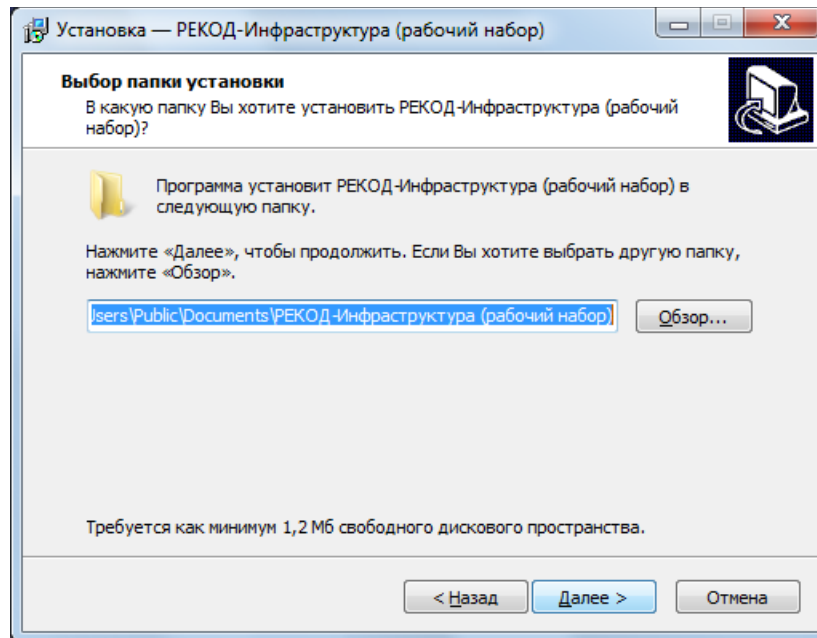 Установка — РЕКОД-Инфраструктура (рабочий набор)
Выбор папки установки
В какую папку Вы хотите установить РЕКОД-Инфраструктура (рабочий
набор)?
Программа установит РЕКОД-Инфраструктура (рабочий набор) в
следующую папку.
Нажмите «Далее», чтобы продолжить. Если Вы хотите выбрать другую папку,
нажмите «Обзор».
Jsers\Public\Documents\РЕКОД-Инфраструктура (рабочий набор)
Обзор...
Требуется как минимум 1,2 Мб свободного дискового пространства.
< Назад
Далее >
Отмена